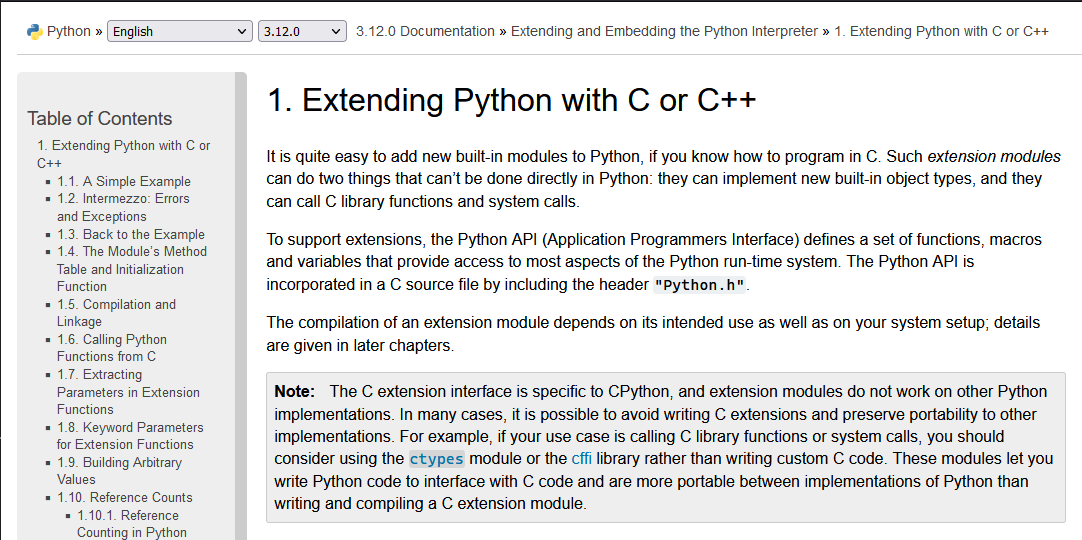 Python » English 3.12.0 3.12.0 Documentation » Extending and Embedding the Python Interpreter » 1. Extending Python with C or C++
Table of Contents
1. Extending Python with C or
C++
▪ 1.1. A Simple Example
▪ 1.2. Intermezzo: Errors
and Exceptions
▪ 1.3. Back to the Example
▪ 1.4. The Module’s Method
Table and Initialization
Function
▪ 1.5. Compilation and
Linkage
▪ 1.6. Calling Python
Functions from C
▪ 1.7. Extracting
Parameters in Extension
Functions
▪ 1.8. Keyword Parameters
for Extension Functions
▪ 1.9. Building Arbitrary
Values
▪ 1.10. Reference Counts
▪ 1.10.1. Reference
Counting in Python
1. Extending Python with C or C++
It is quite easy to add new built-in modules to Python, if you know how to program in C. Such extension modules
can do two things that can’t be done directly in Python: they can implement new built-in object types, and they
can call C library functions and system calls.
To support extensions, the Python API (Application Programmers Interface) defines a set of functions, macros
and variables that provide access to most aspects of the Python run-time system. The Python API is
incorporated in a C source file by including the header "Python.h".
The compilation of an extension module depends on its intended use as well as on your system setup; details
are given in later chapters.
Note: The C extension interface is specific to CPython, and extension modules do not work on other Python
implementations. In many cases, it is possible to avoid writing C extensions and preserve portability to other
implementations. For example, if your use case is calling C library functions or system calls, you should
consider using the ctypes module or the cffi library rather than writing custom C code. These modules let you
write Python code to interface with C code and are more portable between implementations of Python than
writing and compiling a C extension module.